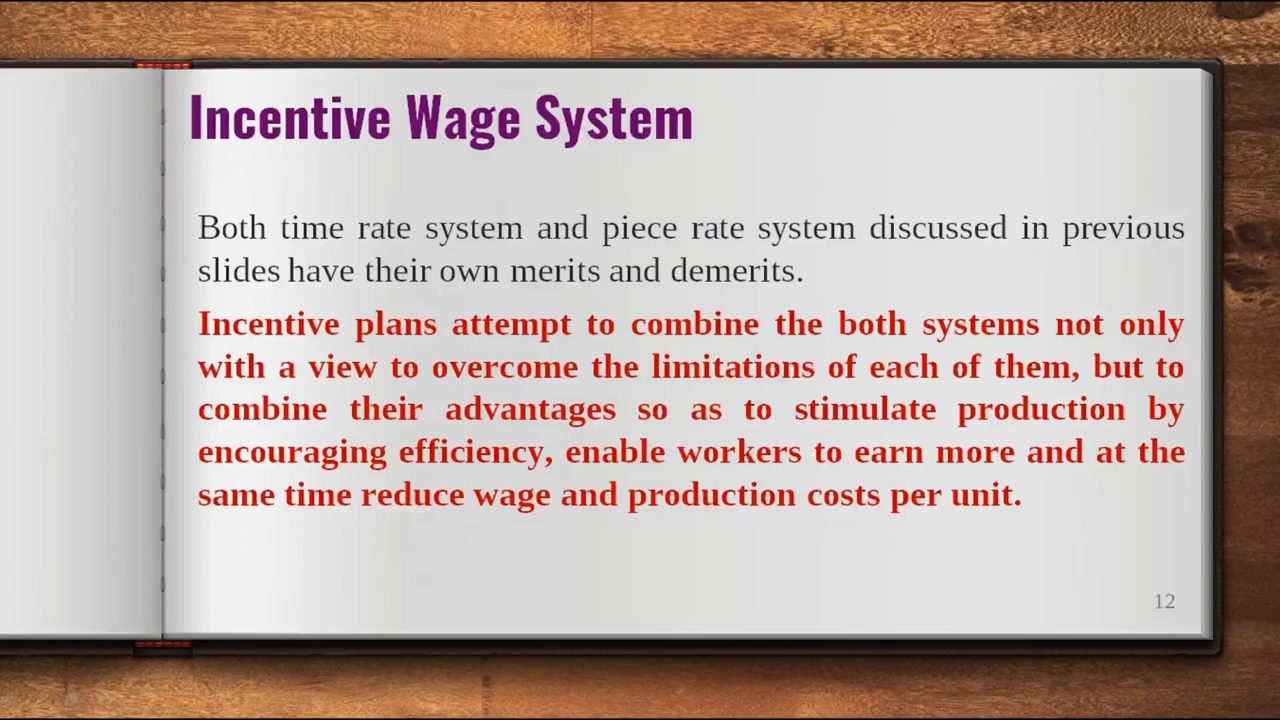 Incentive Wage System
Both time rate system and piece rate system discussed in previous
slides have their own merits and demerits.
Incentive plans attempt to combine the both systems not only
with a view to overcome the limitations of each of them, but to
combine their advantages so as to stimulate production by
encouraging efficiency, enable workers to earn more and at the
same time reduce wage and production costs per unit.
12